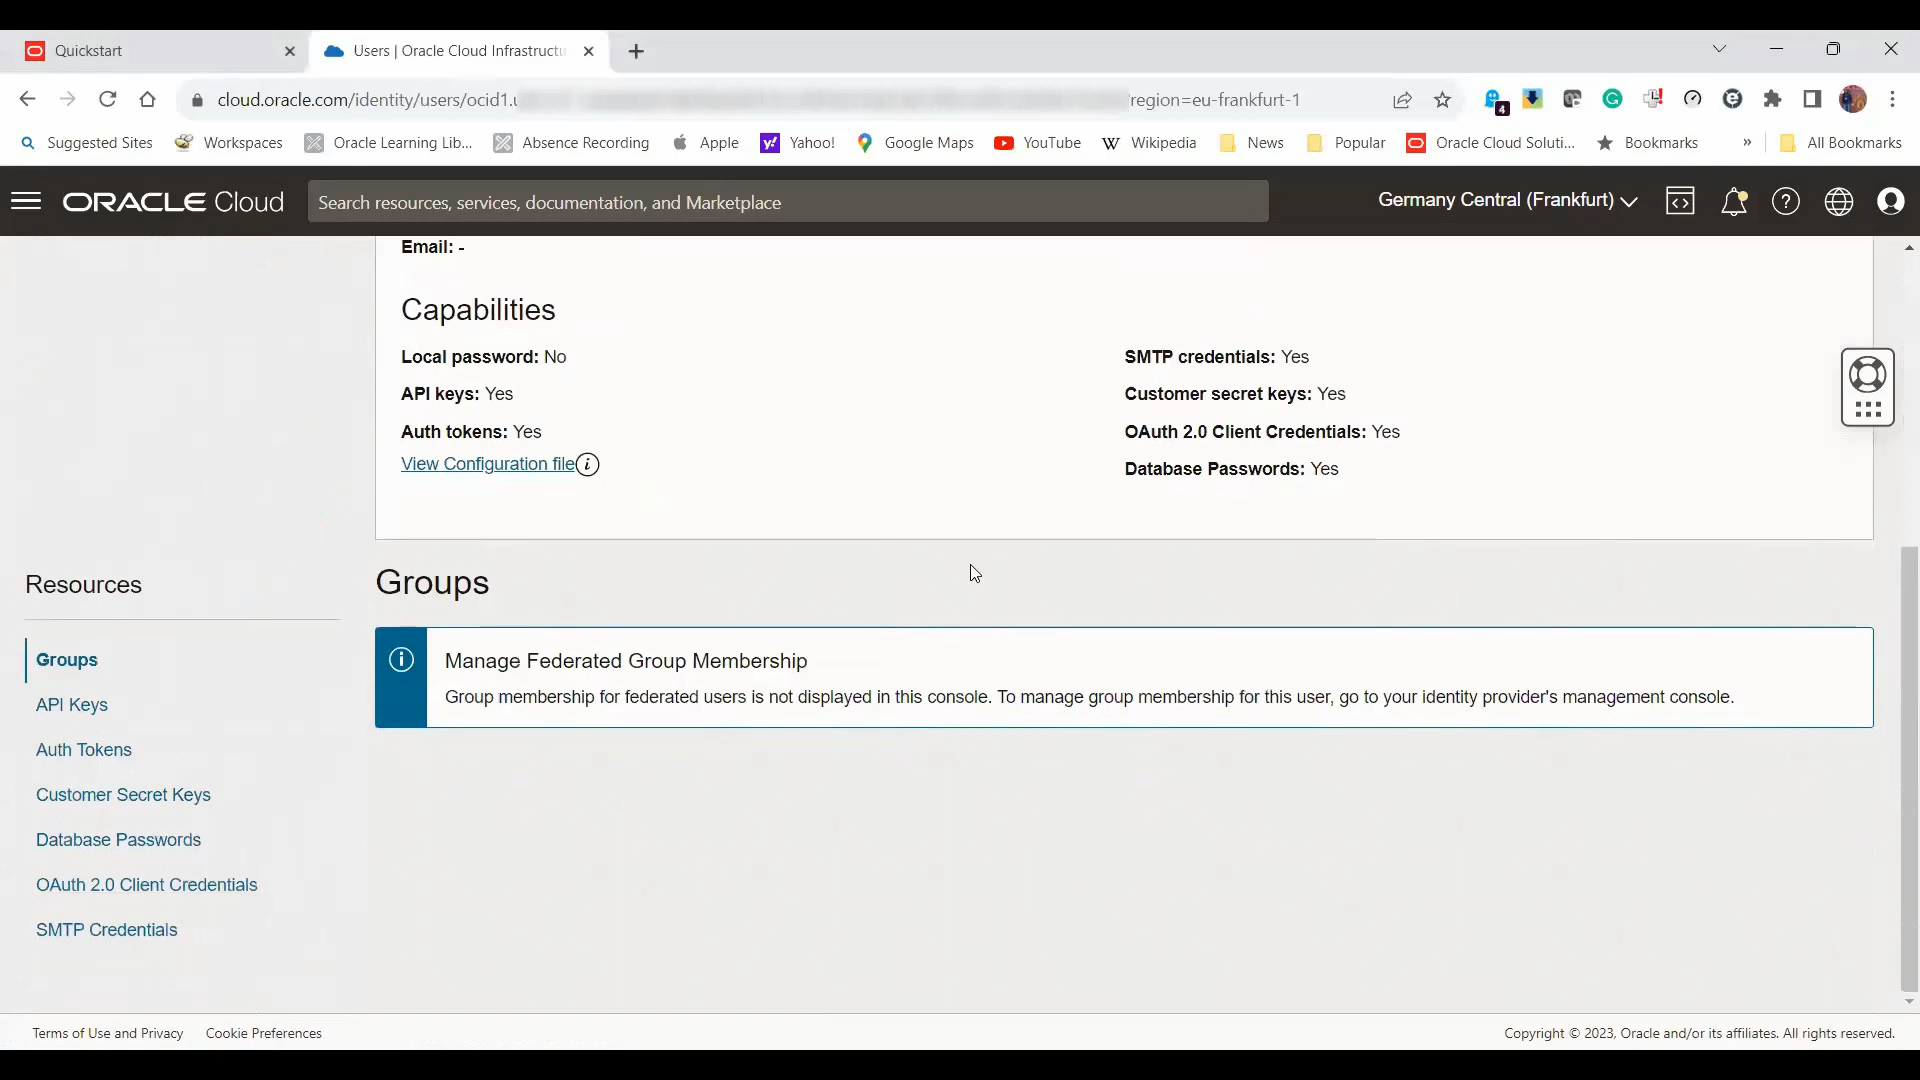 Quickstart
Users | Oracle Cloud Infrastructu
cloud.oracle.com/identity/users/ocid1. region=eu-frankfurt-1
4
Suggested Sites Workspaces Oracle Learning Lib... Absence Recording Apple Yahoo! Google Maps YouTube Wikipedia News Popular Oracle Cloud Soluti... Bookmarks » All Bookmarks
ORACLE Cloud Search resources, services, documentation, and Marketplace Germany Central (Frankfurt)
Email: -
Capabilities
Local password: No
API keys: Yes
Auth tokens: Yes
View Configuration file
SMTP credentials: Yes
Customer secret keys: Yes
OAuth 2.0 Client Credentials: Yes
Database Passwords: Yes
Resources
Groups
API Keys
Auth Tokens
Customer Secret Keys
Database Passwords
OAuth 2.0 Client Credentials
SMTP Credentials
Groups
Manage Federated Group Membership
Group membership for federated users is not displayed in this console. To manage group membership for this user, go to your identity provider's management console.
Terms of Use and Privacy Cookie Preferences
Copyright © 2023, Oracle and/or its affiliates. All rights reserved.